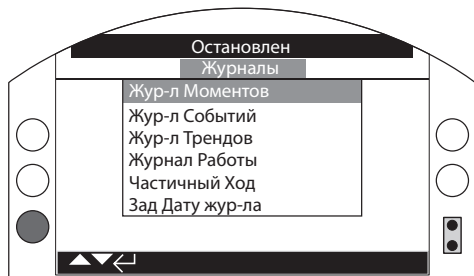 Остановлен
Журналы
Жур-л Моментов
Жур-л Событий
Жур-л Трендов
Журнал Работы
Частичный Ход
Зад Дату жур-ла